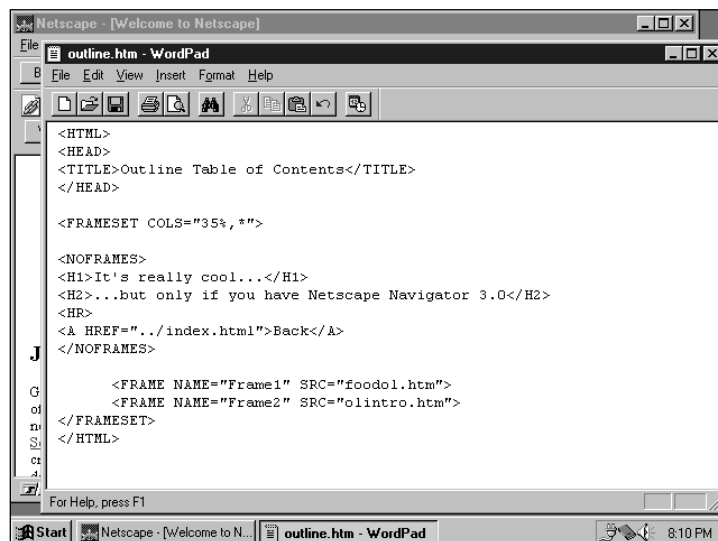 Netscape - [Welcome to Netscape]
File
outline.htm - WordPad
File Edit View Insert Format Help
<HTML>
<HEAD>
<TITLE>Outline Table of Contents</TITLE>
</HEAD>
<FRAMESET COLS="35%,*">
<NOFRAMES>
<H1>It's really cool...</H1>
<H2>...but only if you have Netscape Navigator 3.0</H2>
<HR>
<A HREF="../index.html">Back</A>
</NOFRAMES>
<FRAME NAME="Frame1" SRC="foodol.htm">
<FRAME NAME="Frame2" SRC="olintro.htm">
</FRAMESET>
</HTML>
For Help, press F1
Start Netscape - [Welcome to N... outline.htm - WordPad 8:10 PM